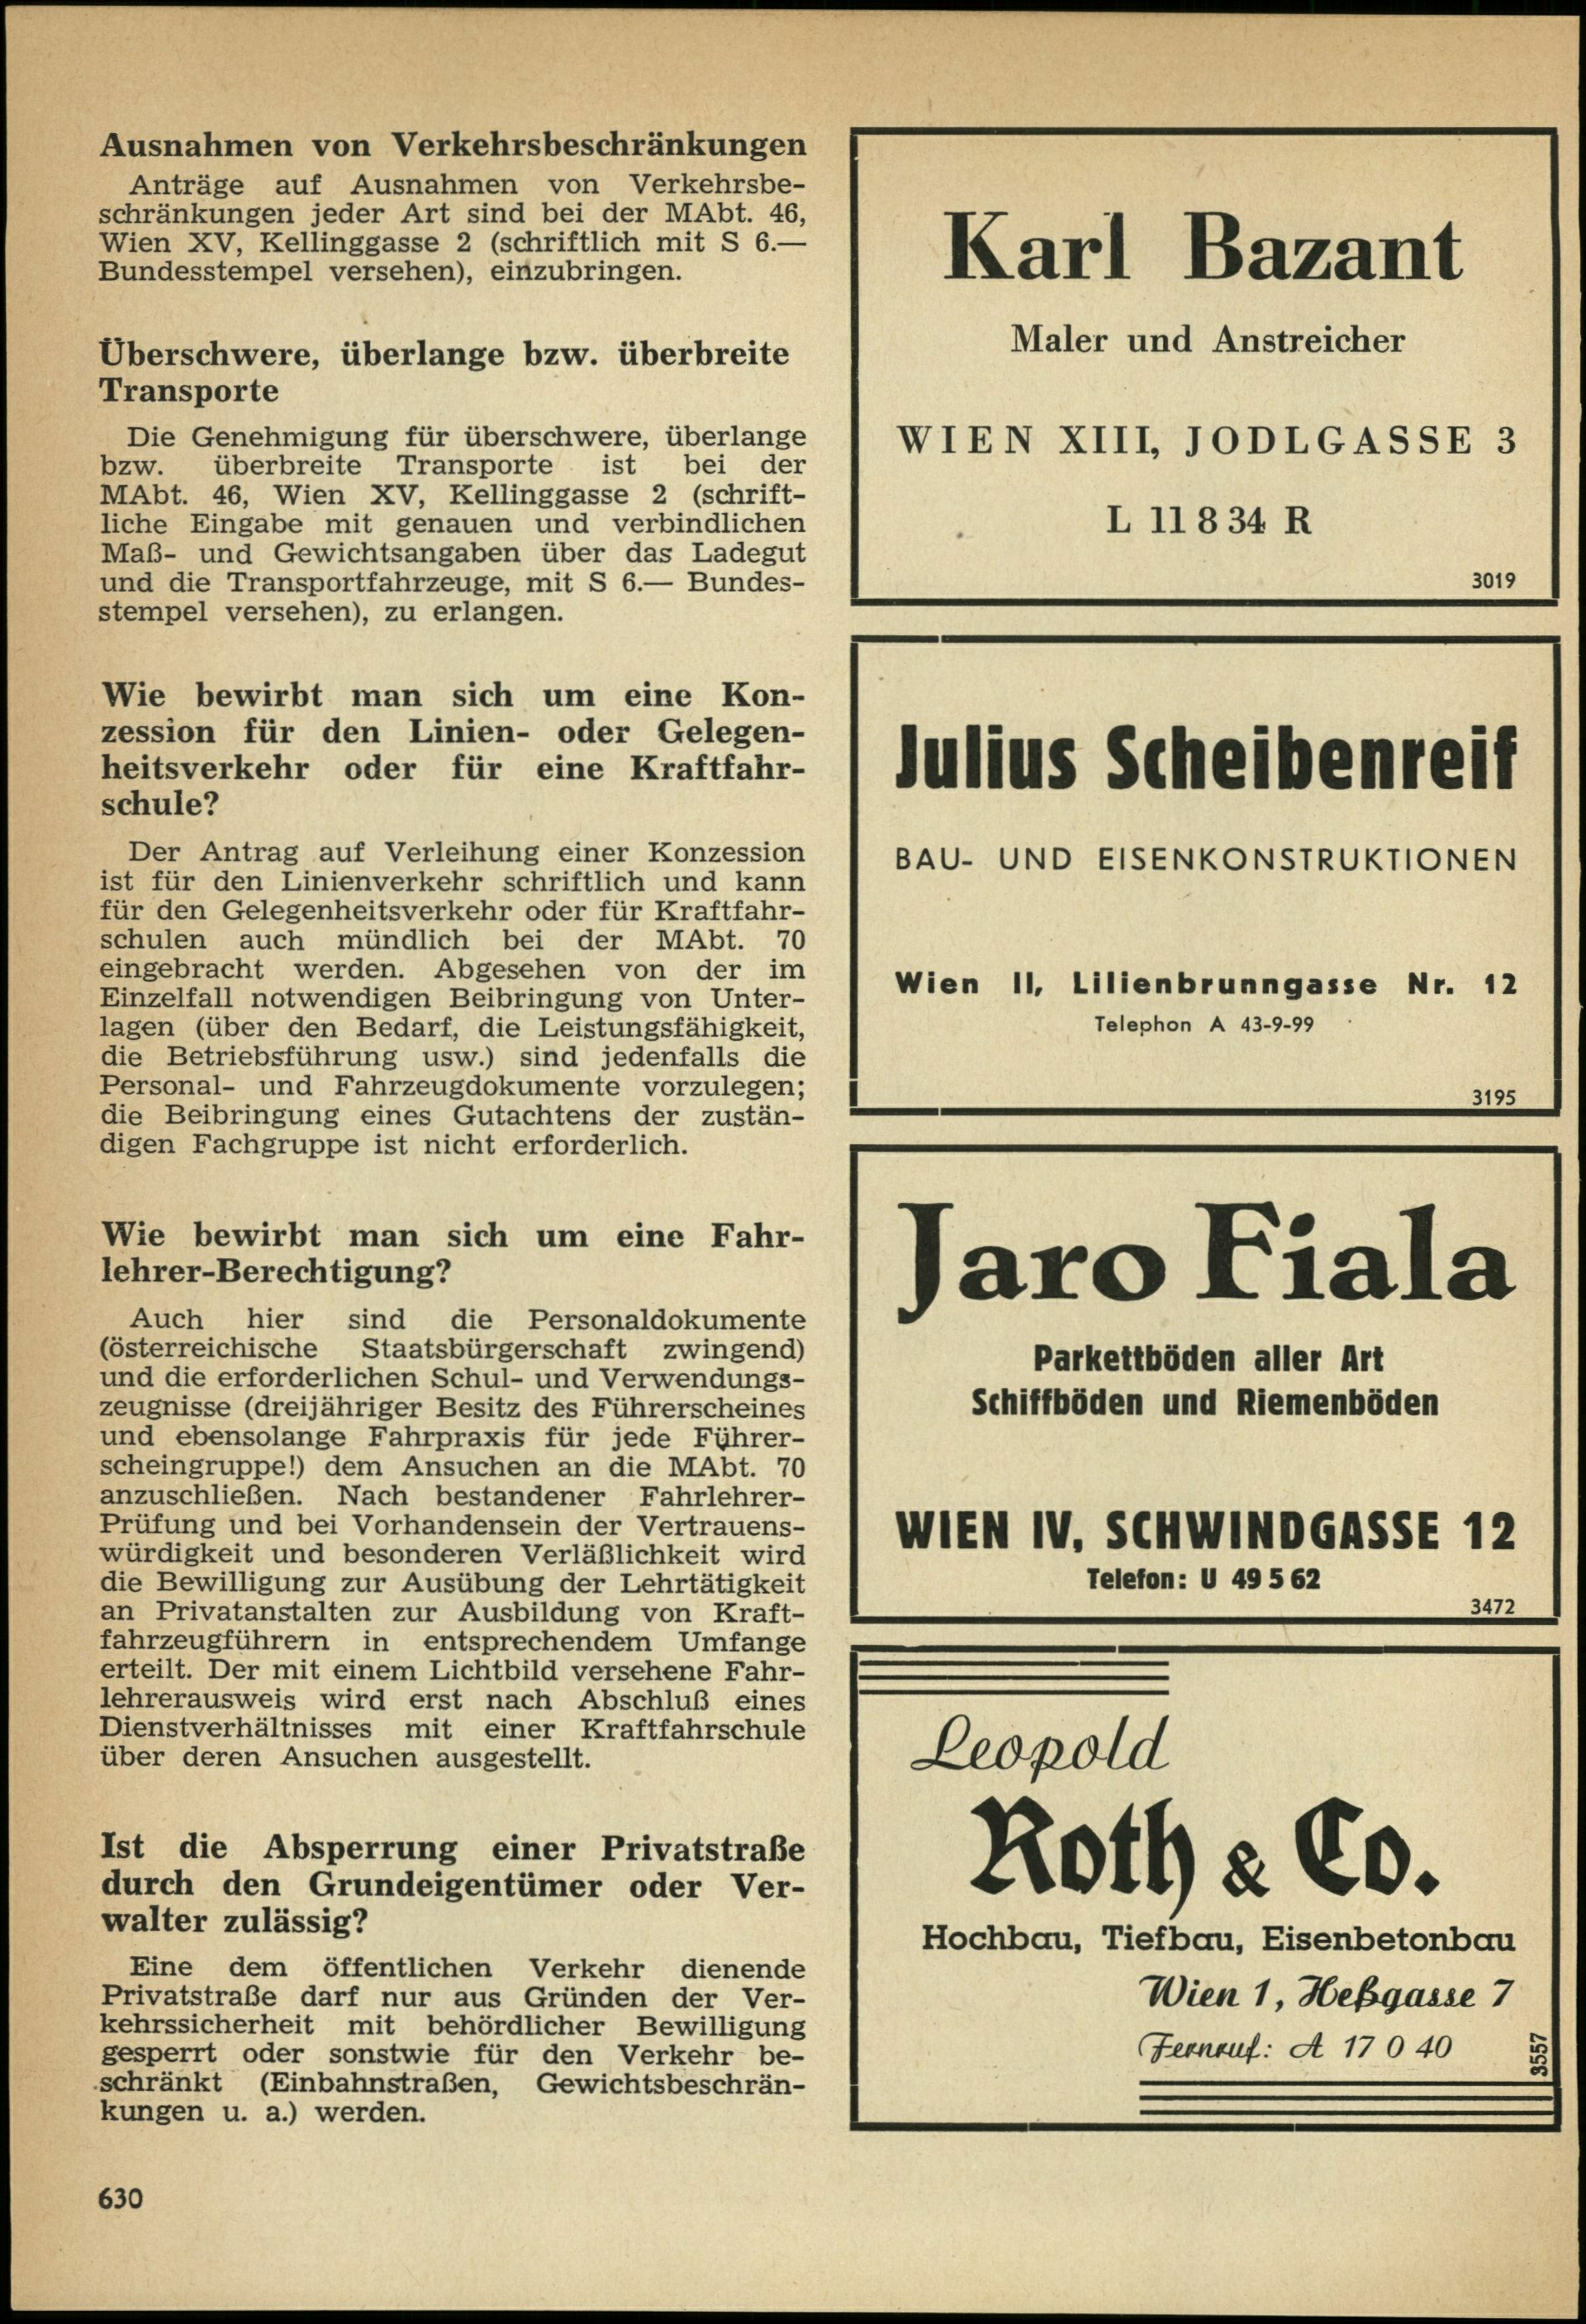 Ausnahmen von Verkehrsbeschränkungen
Anträge auf Ausnahmen von Verkehrsbe-
schränkungen jeder Art sind bei der MAbt. 46,
Wien XV, Kellinggasse 2 (schriftlich mit S 6.—
Bundesstempel versehen), einzubringen.
Überschwere, überlange bzw. überbreite
Transporte
Die Genehmigung für überschwere, überlange
bzw. überbreite Transporte ist bei der
MAbt. 46, Wien XV, Kellinggasse 2 (schrift-
liche Eingabe mit genauen und verbindlichen
Maß- und Gewichtsangaben über das Ladegut
und die Transportfahrzeuge, mit S 6.— Bundes-
stempel versehen), zu erlangen.
Wie bewirbt man sich um eine Kon-
zession für den Linien- oder Gelegen-
heitsverkehr oder für eine Kraftfahr-
schule?
Der Antrag auf Verleihung einer Konzession
ist für den Linienverkehr schriftlich und kann
für den Gelegenheitsverkehr oder für Kraftfahr-
schulen auch mündlich bei der MAbt. 70
eingebracht werden. Abgesehen von der im
Einzelfall notwendigen Beibringung von Unter-
lagen (über den Bedarf, die Leistungsfähigkeit,
die Betriebsführung usw.) sind jedenfalls die
Personal- und Fahrzeugdokumente vorzulegen;
die Beibringung eines Gutachtens der zustän-
digen Fachgruppe ist nicht erforderlich.
Wie bewirbt man sich um eine Fahr-
lehrer-Berechtigung?
Auch hier sind die Personaldokumente
(österreichische Staatsbürgerschaft zwingend)
und die erforderlichen Schul- und Verwendungs-
zeugnisse (dreijähriger Besitz des Führerscheines
und ebensolange Fahrpraxis für jede Führer-
scheingruppe!) dem Ansuchen an die MAbt. 70
anzuschließen. Nach bestandener Fahrlehrer-
Prüfung und bei Vorhandensein der Vertrauens-
würdigkeit und besonderen Verläßlichkeit wird
die Bewilligung zur Ausübung der Lehrtätigkeit
an Privatanstalten zur Ausbildung von Kraft-
fahrzeugführern in entsprechendem Umfange
erteilt. Der mit einem Lichtbild versehene Fahr-
lehrerausweis wird erst nach Abschluß eines
Dienstverhältnisses mit einer Kraftfahrschule
über deren Ansuchen ausgestellt.
Ist die Absperrung einer Privatstraße
durch den Grundeigentümer oder Ver-
walter zulässig?
Eine dem öffentlichen Verkehr dienende
Privatstraße darf nur aus Gründen der Ver-
kehrssicherheit mit behördlicher Bewilligung
gesperrt oder sonstwie für den Verkehr be-
schränkt (Einbahnstraßen, Gewichtsbeschrän-
kungen u. a.) werden.
630
Karl Bazant
Maler und Anstreicher
WIEN XIII, JODLGASSE 3
L 11 8 34 R
3019
Julius Scheibenreif
BAU- UND EISENKONSTRUKTIONEN
Wien II, Lilienbrunngasse Nr. 12
Telephon A 43-9-99
3195
Jaro Fiala
Parkettböden aller Art
Schiffböden und Riemenböden
WIEN IV, SCHWINDGASSE 12
Telefon: U 49 5 62
3472
Leopold
Roth & Co.
Hochbau, Tiefbau, Eisenbetonbau
Wien 1, Heßgasse 7
Fernruf: A 17 0 40
3557